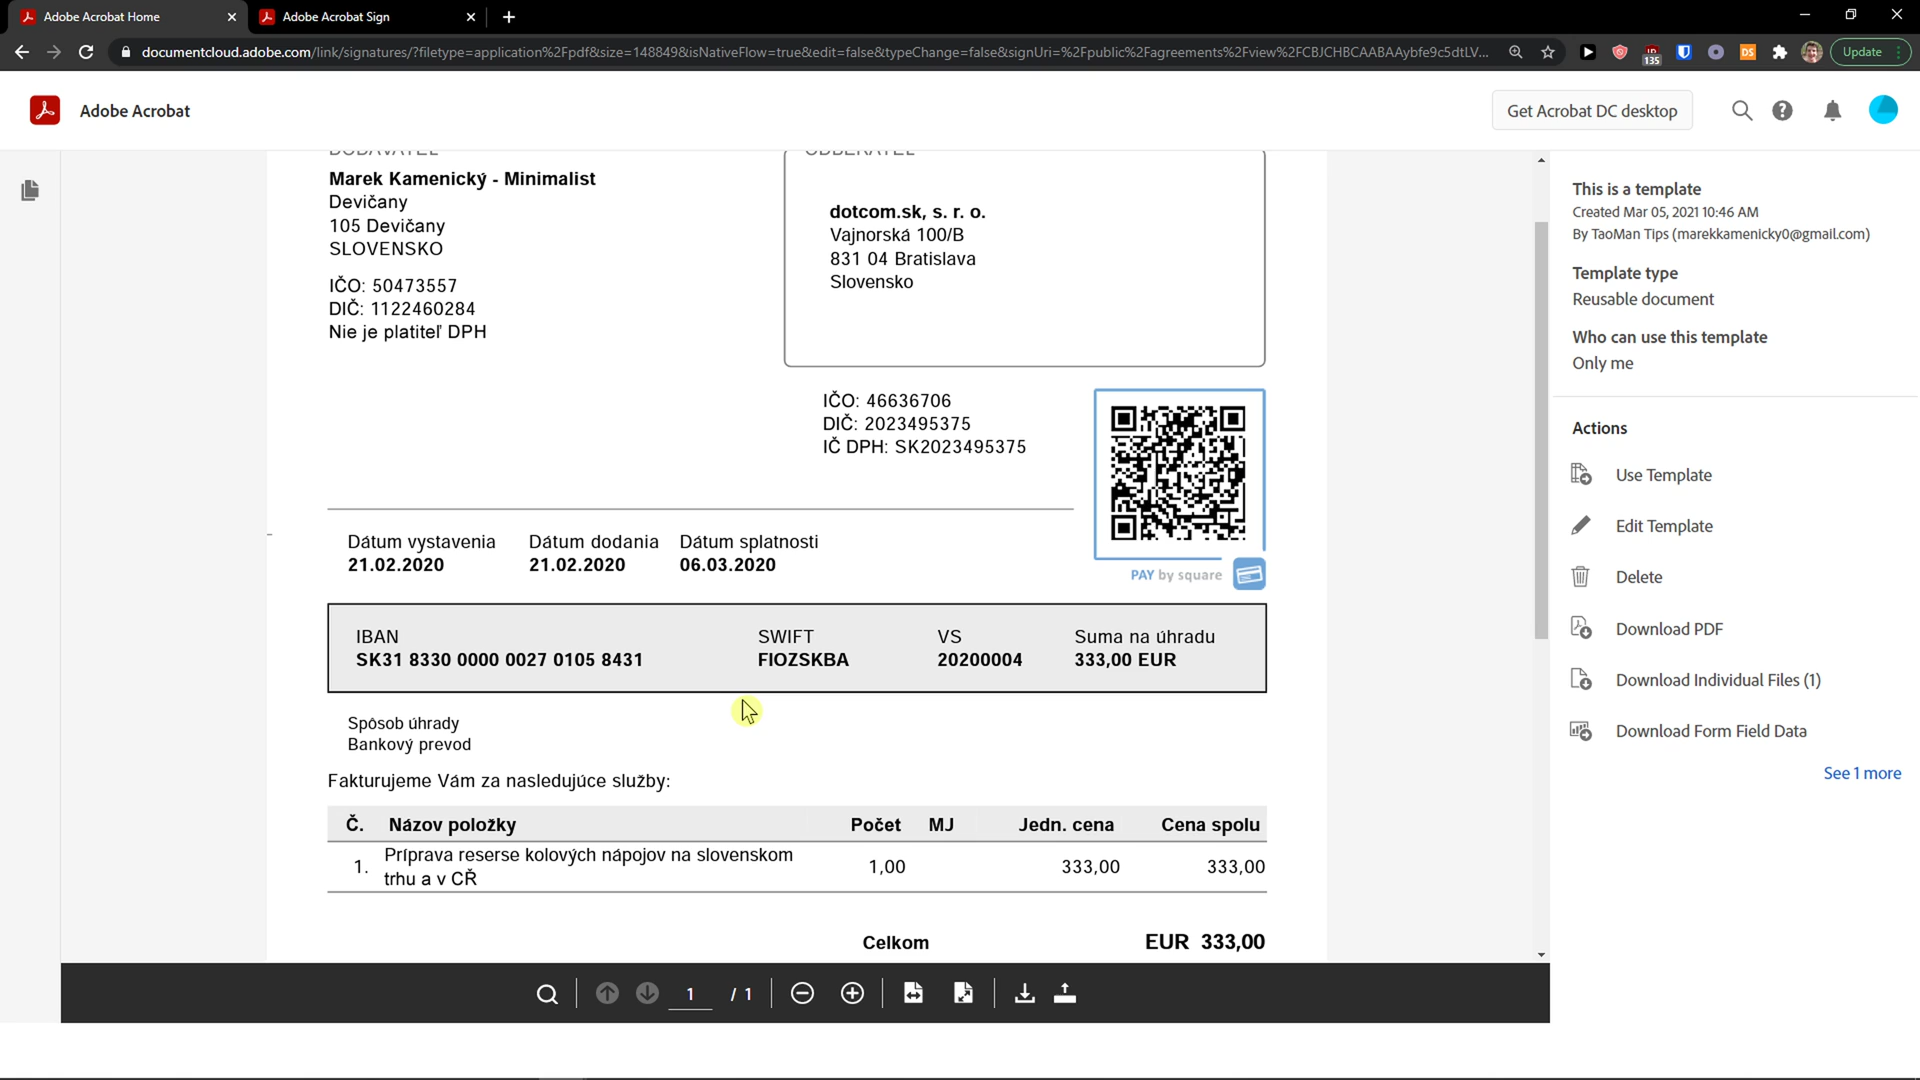 Adobe Acrobat Home
Adobe Acrobat Sign
documentcloud.adobe.com/link/signatures/?filetype=application%2Fpdf&size=148849&isNativeFlow=true&edit=false&typeChange=false&signUri=%2Fpublic%2Fagreements%2Fview%2FCBJCHBCAABAAybfe9c5dtLV...
135
DS
Update
Adobe Acrobat
Get Acrobat DC desktop
DODÁVATEĽ
Marek Kamenický - Minimalist
Devičany
105 Devičany
SLOVENSKO
IČO: 50473557
DIČ: 1122460284
Nie je platiteľ DPH
ODBERATEĽ
dotcom.sk, s. r. o.
Vajnorská 100/B
831 04 Bratislava
Slovensko
IČO: 46636706
DIČ: 2023495375
IČ DPH: SK2023495375
PAY by square
Dátum vystavenia Dátum dodania Dátum splatnosti
21.02.2020 21.02.2020 06.03.2020
IBAN SWIFT VS Suma na úhradu
SK31 8330 0000 0027 0105 8431 FIOZSKBA 20200004 333,00 EUR
Spôsob úhrady
Bankový prevod
Fakturujeme Vám za nasledujúce služby:
Č. Názov položky Počet MJ Jedn. cena Cena spolu
1. Príprava reserse kolových nápojov na slovenskom 1,00 333,00 333,00
trhu a v CŘ
Celkom EUR 333,00
1 / 1
This is a template
Created Mar 05, 2021 10:46 AM
By TaoMan Tips (marekkamenicky0@gmail.com)
Template type
Reusable document
Who can use this template
Only me
Actions
Use Template
Edit Template
Delete
Download PDF
Download Individual Files (1)
Download Form Field Data
See 1 more